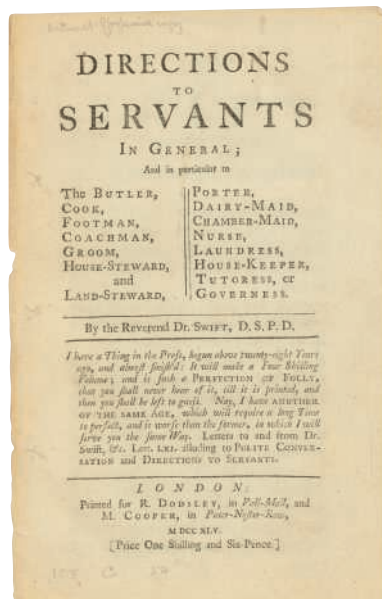 DIRECTIONS
TO
SERVANTS
IN GENERAL;
And in particular to
The BUTLER,
COOK,
FOOTMAN,
COACHMAN,
GROOM,
HOUSE-STEWARD,
and
LAND-STEWARD,
PORTER,
DAIRY-MAID,
CHAMBER-MAID,
NURSE,
LAUNDRESS,
HOUSE-KEEPER,
TUTORESS, or
GOVERNESS.
By the Reverend Dr. SWIFT, D. S. P. D.
I have a Thing in the Press, begun above twenty-eight Years
ago, and almost finish'd: It will make a Four Shilling
Volume; and is such a PERFECTION OF FOLLY,
that you shall never hear of it, till it is printed, and
then you shall be left to guess. Nay, I have ANOTHER
OF THE SAME AGE, which will require a long Time
to perfect, and is worse than the former, in which I will
serve you the same Way. Letters to and from Dr.
Swift, &c. Lett. LXI. alluding to POLITE CONVER-
SATION and DIRECTIONS TO SERVANTS.
LONDON:
Printed for R. DODSLEY, in Pall-Mall, and
M. COOPER, in Pater-Noster-Row,
M DCC XLV.
[Price One Shilling and Six-Pence.]